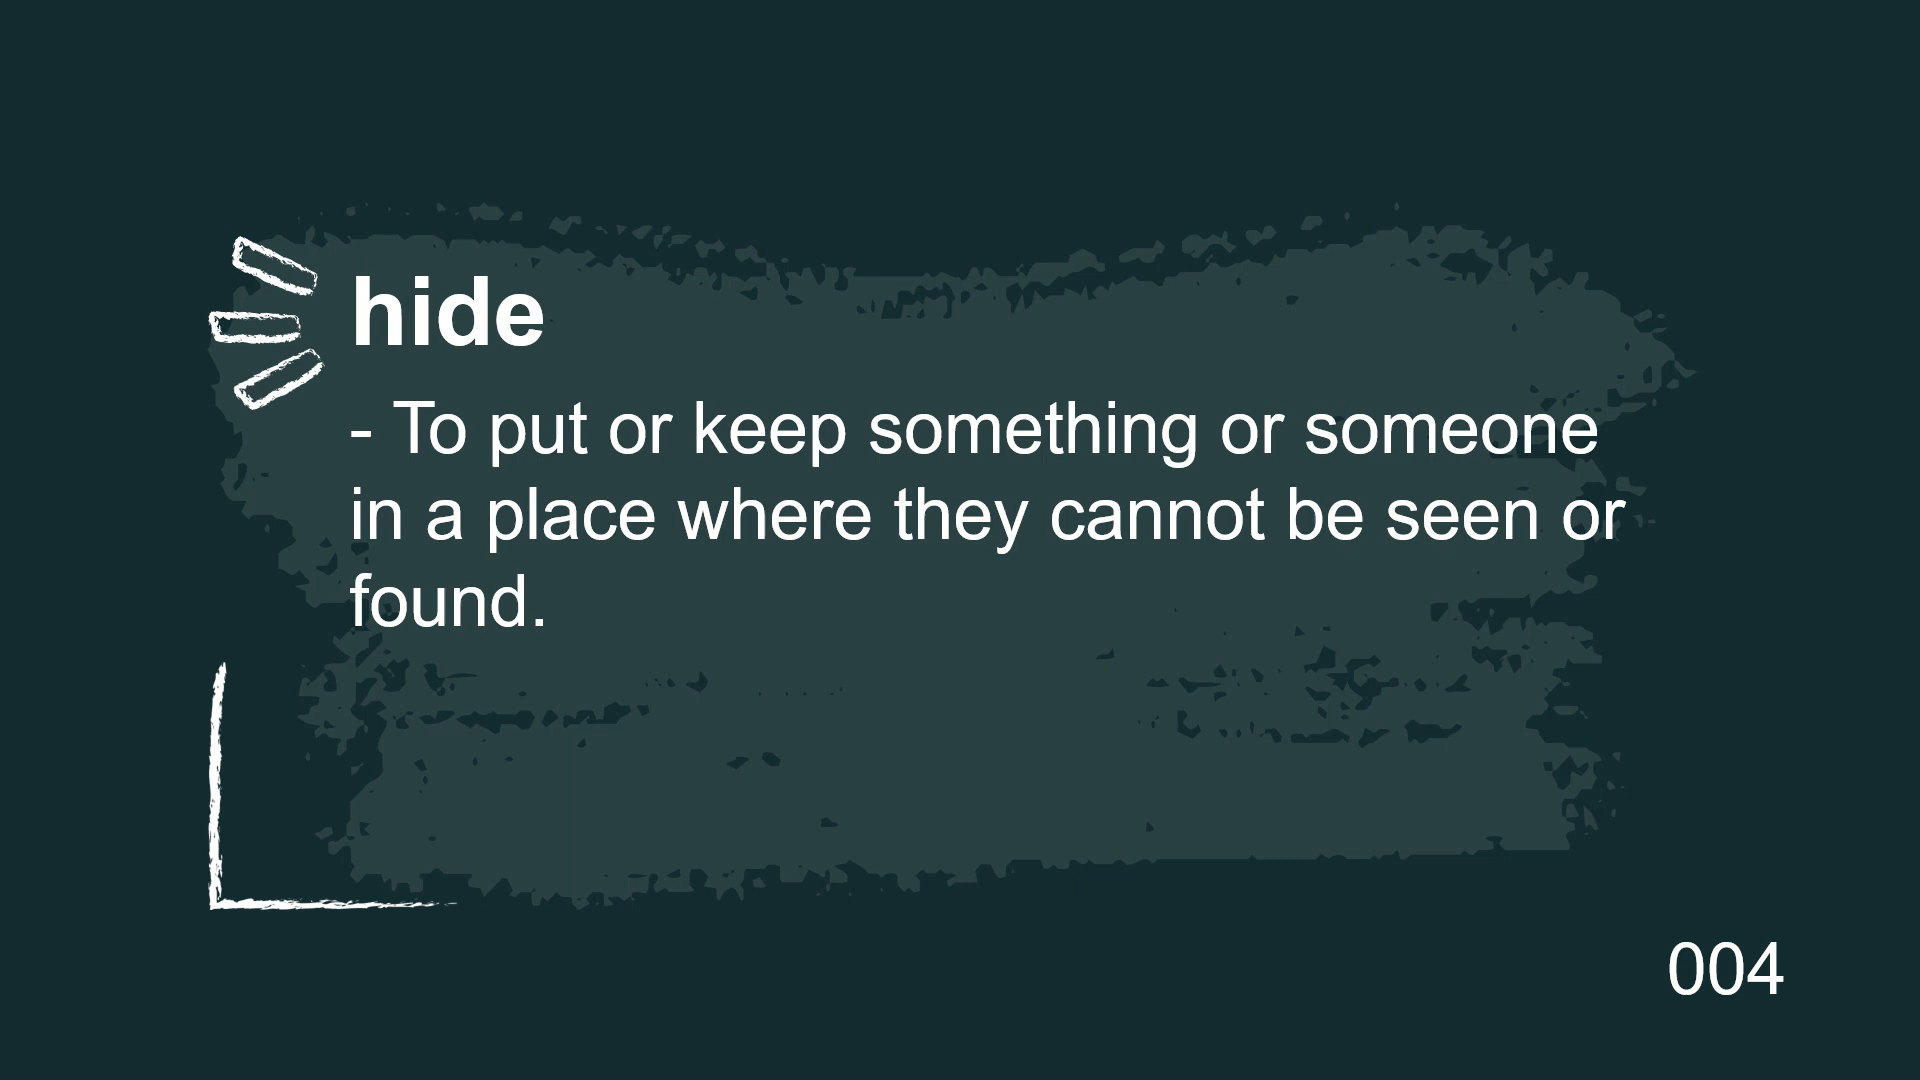 hide
- To put or keep something or someone
in a place where they cannot be seen or
found.
004